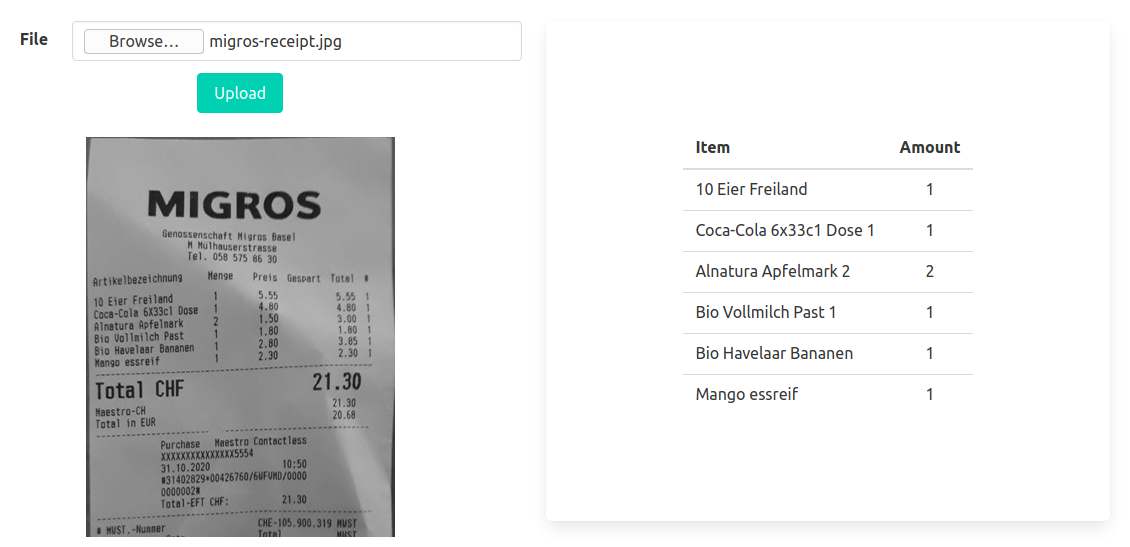 File
Browse...
migros-receipt.jpg
Upload
MIGROS
Genossenschaft Migros Basel
M Mülhauserstrasse
Tel. 058 575 86 30
Artikelbezeichnung Menge Preis Gespart Total #
10 Eier Freiland 1 5.55 5.55 1
Coca-Cola 6X33cl Dose 1 4.80 4.80 1
Alnatura Apfelmark 2 1.50 3.00 1
Bio Vollmilch Past 1 1.80 1.80 1
Bio Havelaar Bananen 1 2.80 3.85 1
Mango essreif 1 2.30 2.30 1
Total CHF 21.30
Maestro-CH 21.30
Total in EUR 20.68
Purchase Maestro Contactless
XXXXXXXXXXXXXXX5554
31.10.2020 10:50
#31402829*00426760/6WFVMD/0000
0000002#
Total-EFT CHF: 21.30
# MWST.-Nummer CHE-105.900.319 MWST
Total MWST
Item Amount
10 Eier Freiland 1
Coca-Cola 6x33c1 Dose 1 1
Alnatura Apfelmark 2 2
Bio Vollmilch Past 1 1
Bio Havelaar Bananen 1
Mango essreif 1